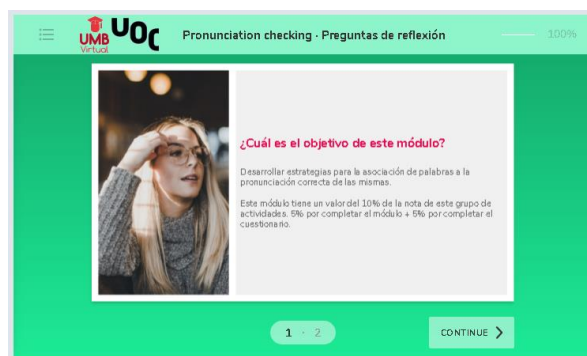 UMB
Virtual
UOC
Pronunciation checking · Preguntas de reflexión
100%
¿Cuál es el objetivo de este módulo?
Desarrollar estrategias para la asociación de palabras a la
pronunciación correcta de las mismas.
Este módulo tiene un valor del 10% de la nota de este grupo de
actividades. 5% por completar el módulo + 5% por completar el
cuestionario.
1 · 2
CONTINUE